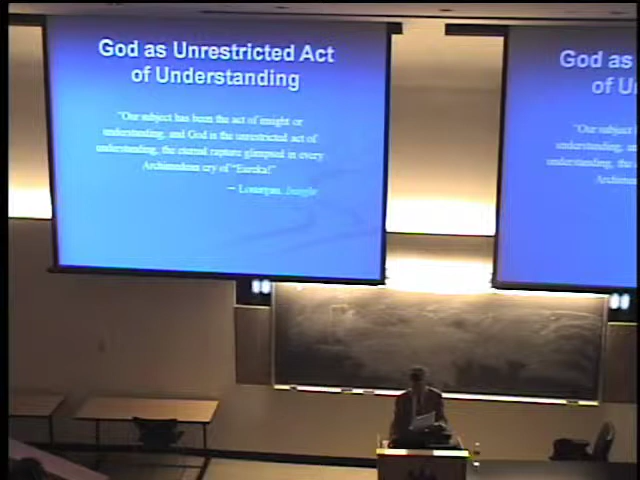 God as Unrestricted Act
of Understanding
"Our subject has been the act of insight or
understanding, and God is the unrestricted act of
understanding, the eternal rapture glimpsed in every
Archimedean cry of "Eureka!"
– Lonergan, Insight
God as
of U
"Our subject
understanding, an
understanding, the
Archime